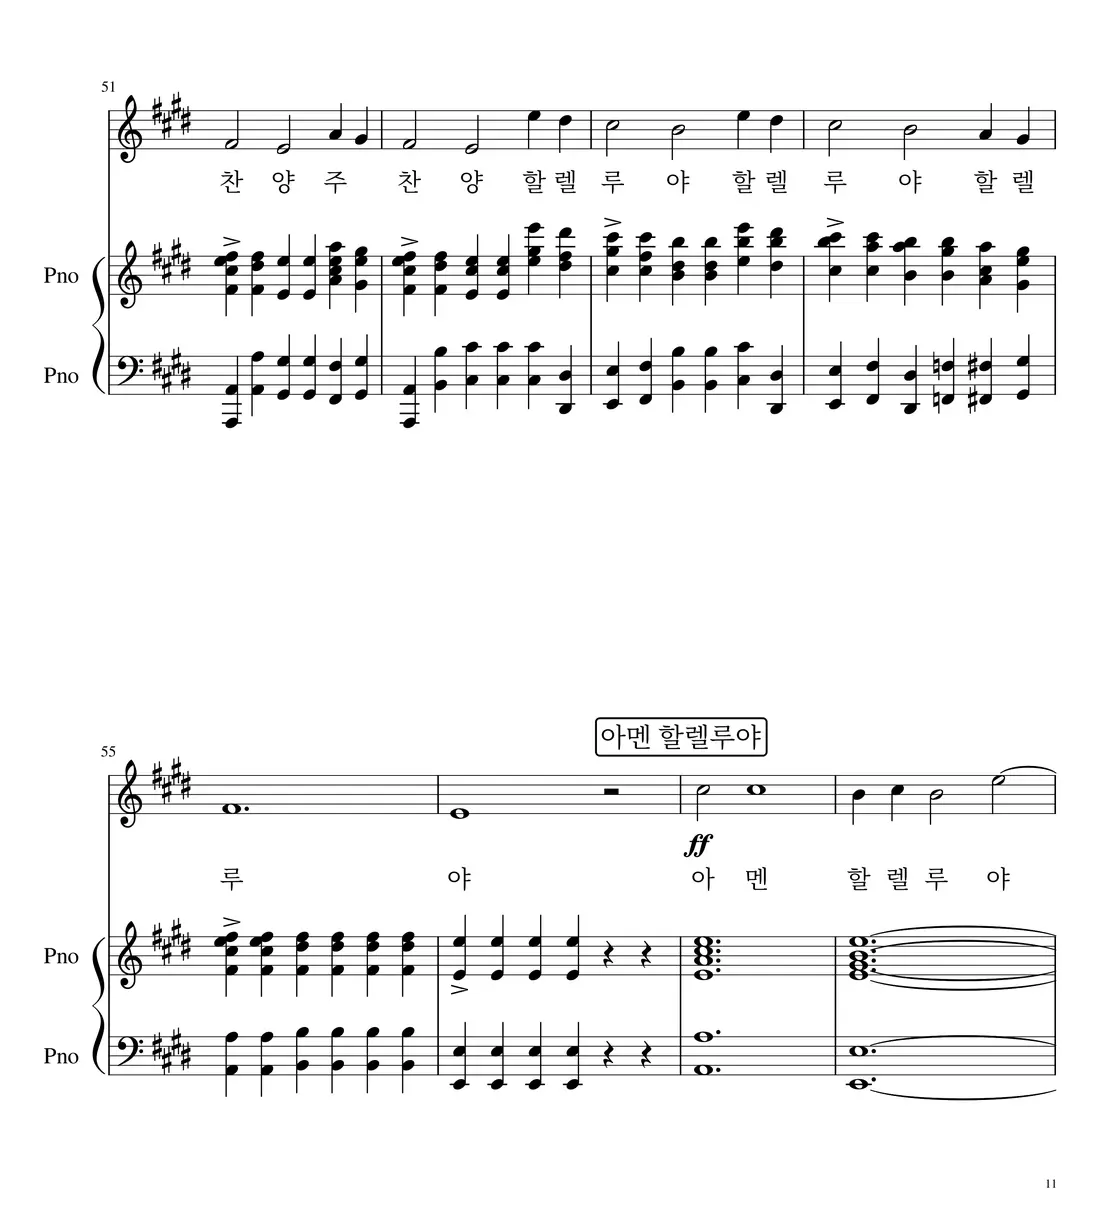 51
찬 양 주 찬 양 할 렐 루 야 할 렐 루 야 할 렐
Pno
Pno
아멘 할렐루야
55
ff
루 야 아 멘 할 렐 루 야
Pno
Pno
11